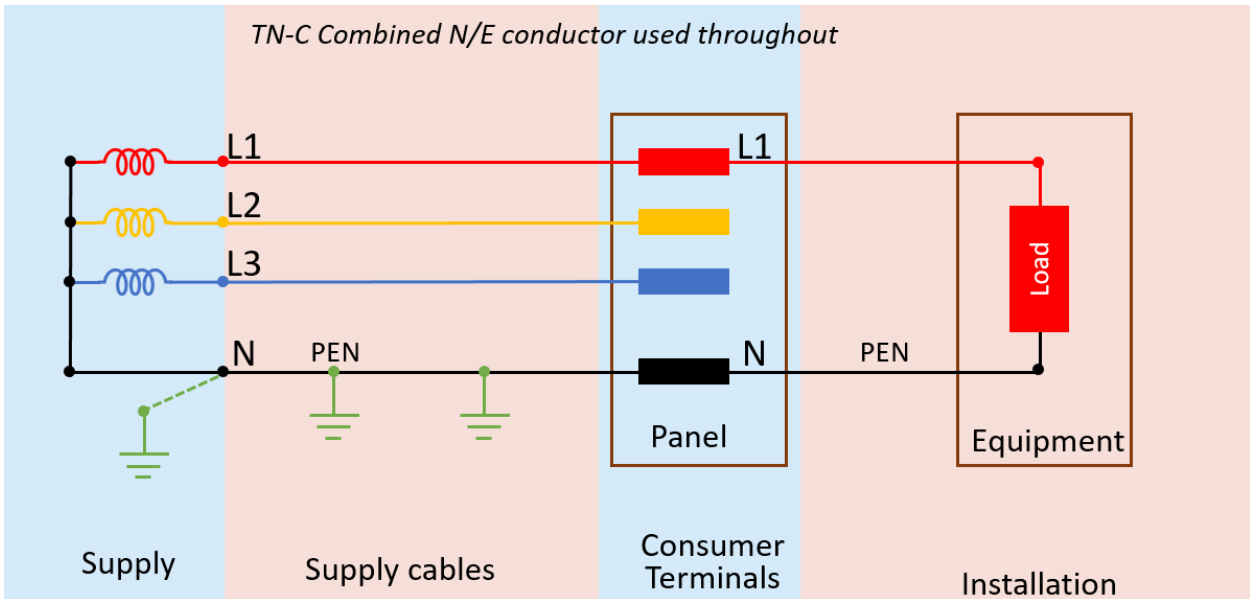 TN-C Combined N/E conductor used throughout
L1
L1
L2
L3
Load
N
PEN
N
PEN
Panel
Equipment
Supply
Supply cables
Consumer
Terminals
Installation